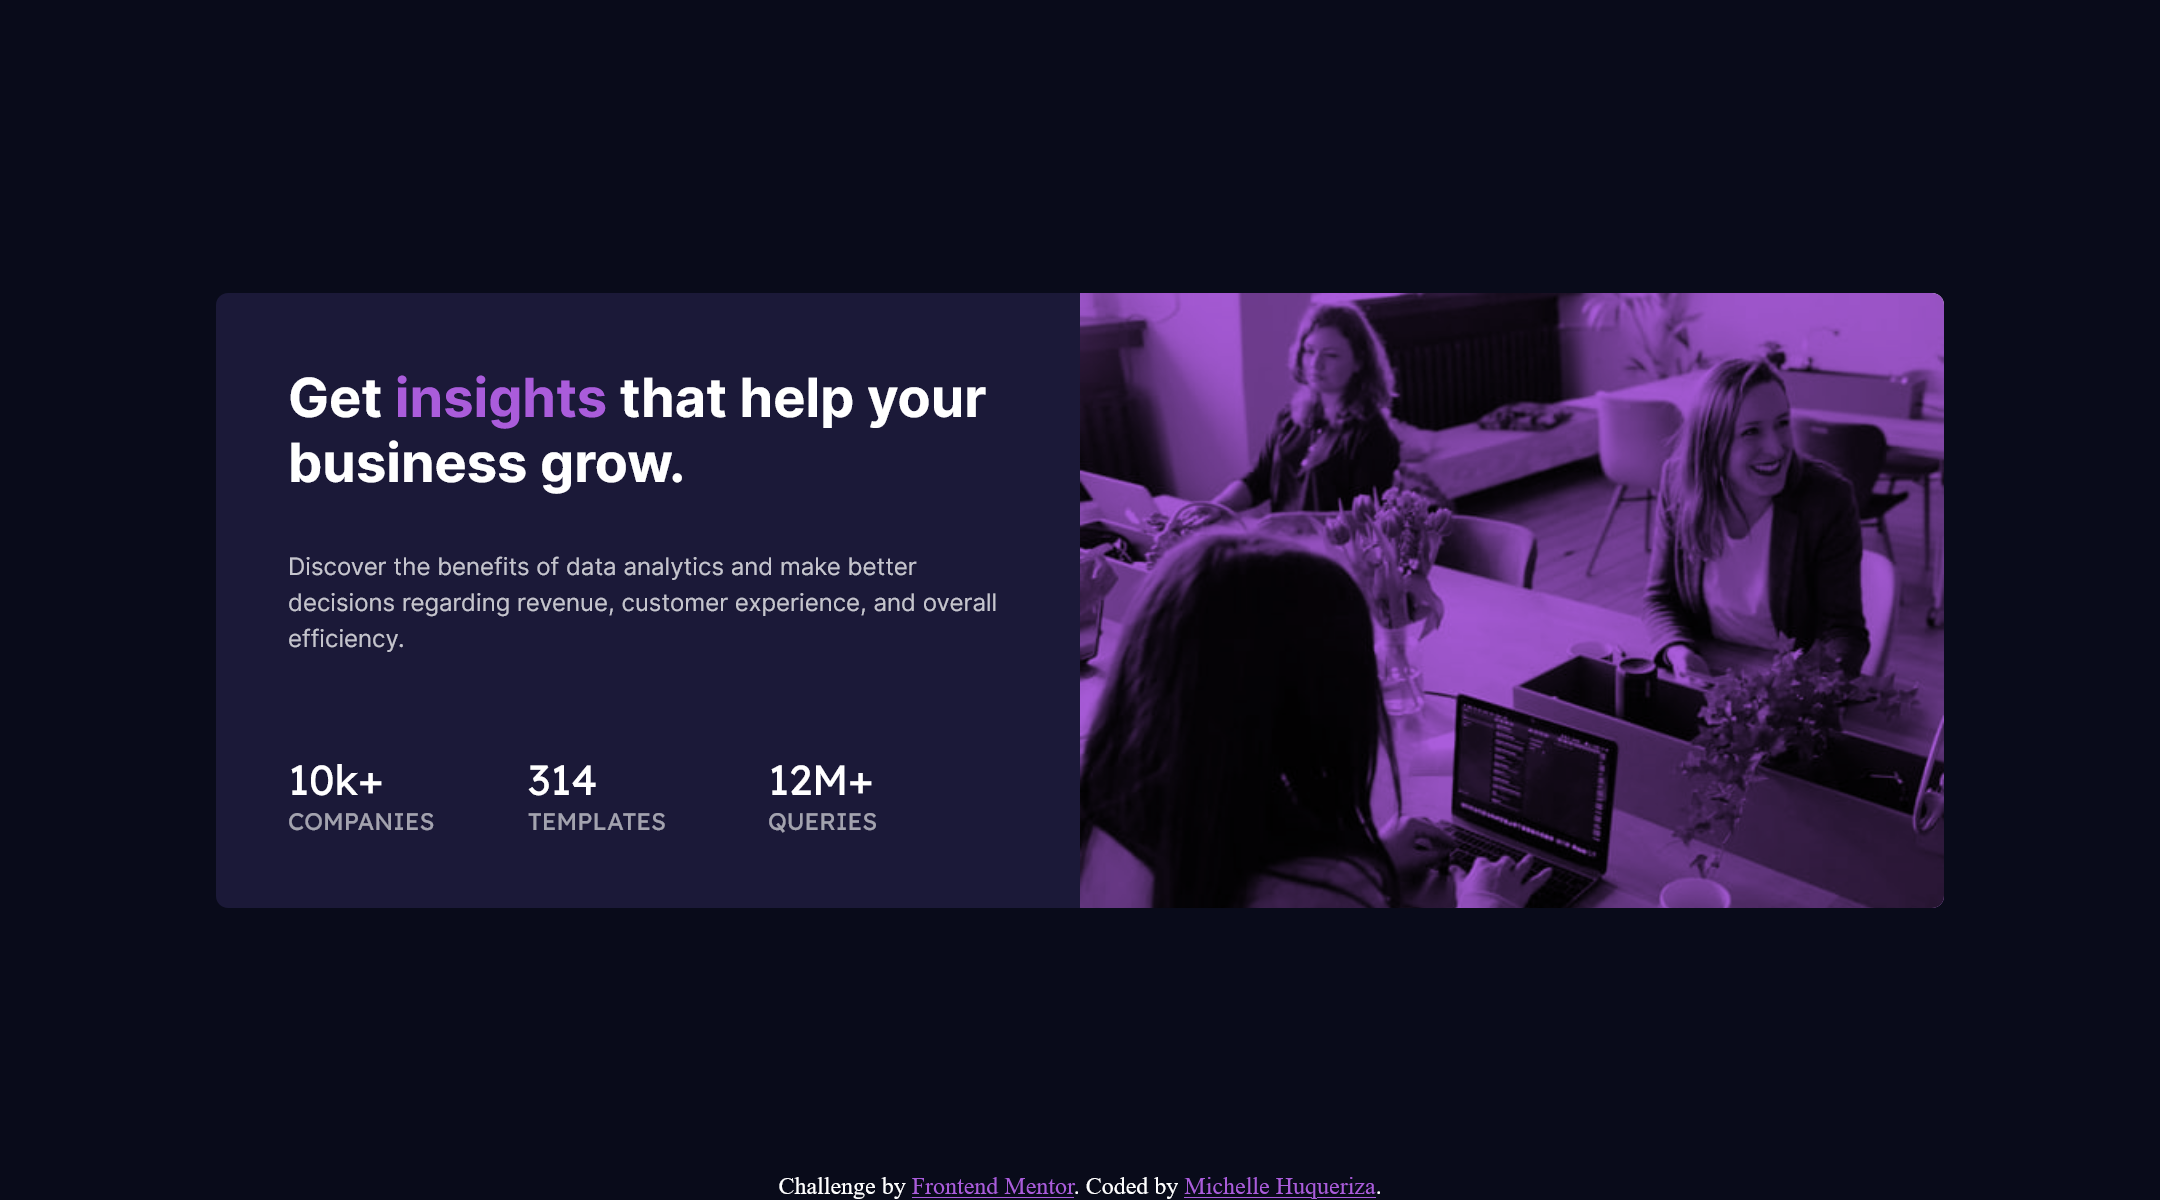 Get insights that help your
business grow.
Discover the benefits of data analytics and make better
decisions regarding revenue, customer experience, and overall
efficiency.
10k+ 314 12M+
COMPANIES TEMPLATES QUERIES
Challenge by Frontend Mentor. Coded by Michelle Huqueriza.